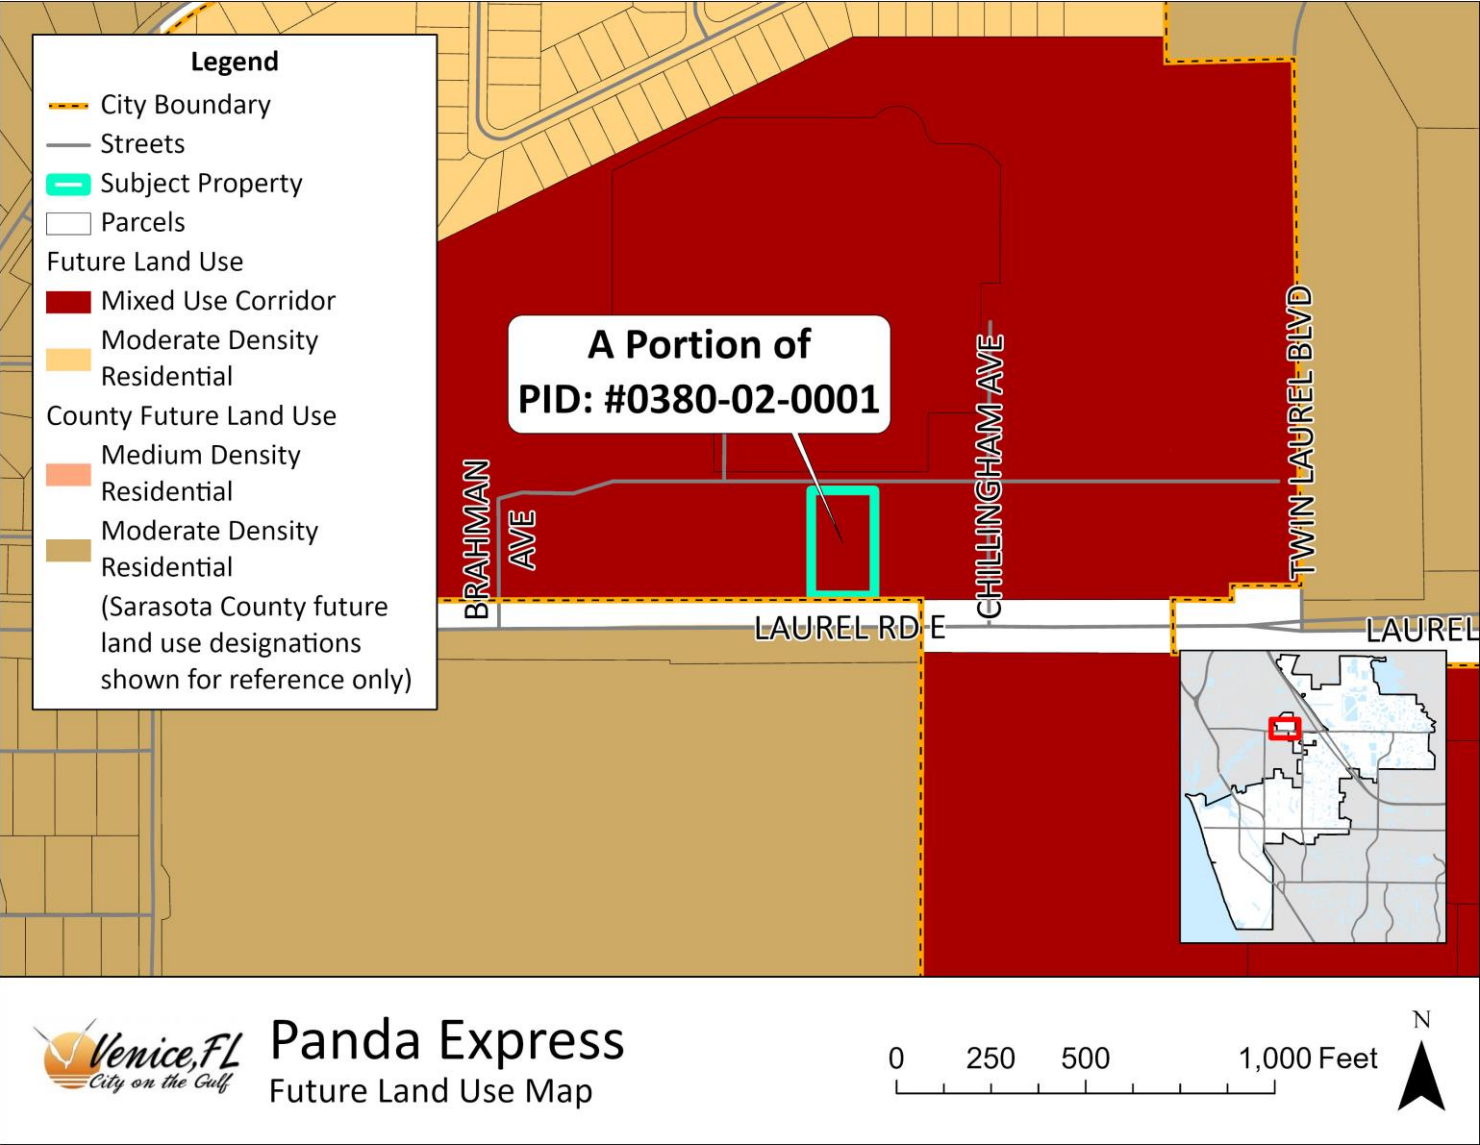 Legend
City Boundary
Streets
Subject Property
Parcels
Future Land Use
Mixed Use Corridor
Moderate Density
Residential
County Future Land Use
Medium Density
Residential
Moderate Density
Residential
(Sarasota County future
land use designations
shown for reference only)
A Portion of
PID: #0380-02-0001
BRAHMAN
AVE
CHILLINGHAM AVE
TWIN LAUREL BLVD
LAUREL RD E
LAUREL
Venice, FL
City on the Gulf
Panda Express
Future Land Use Map
0 250 500 1,000 Feet
N